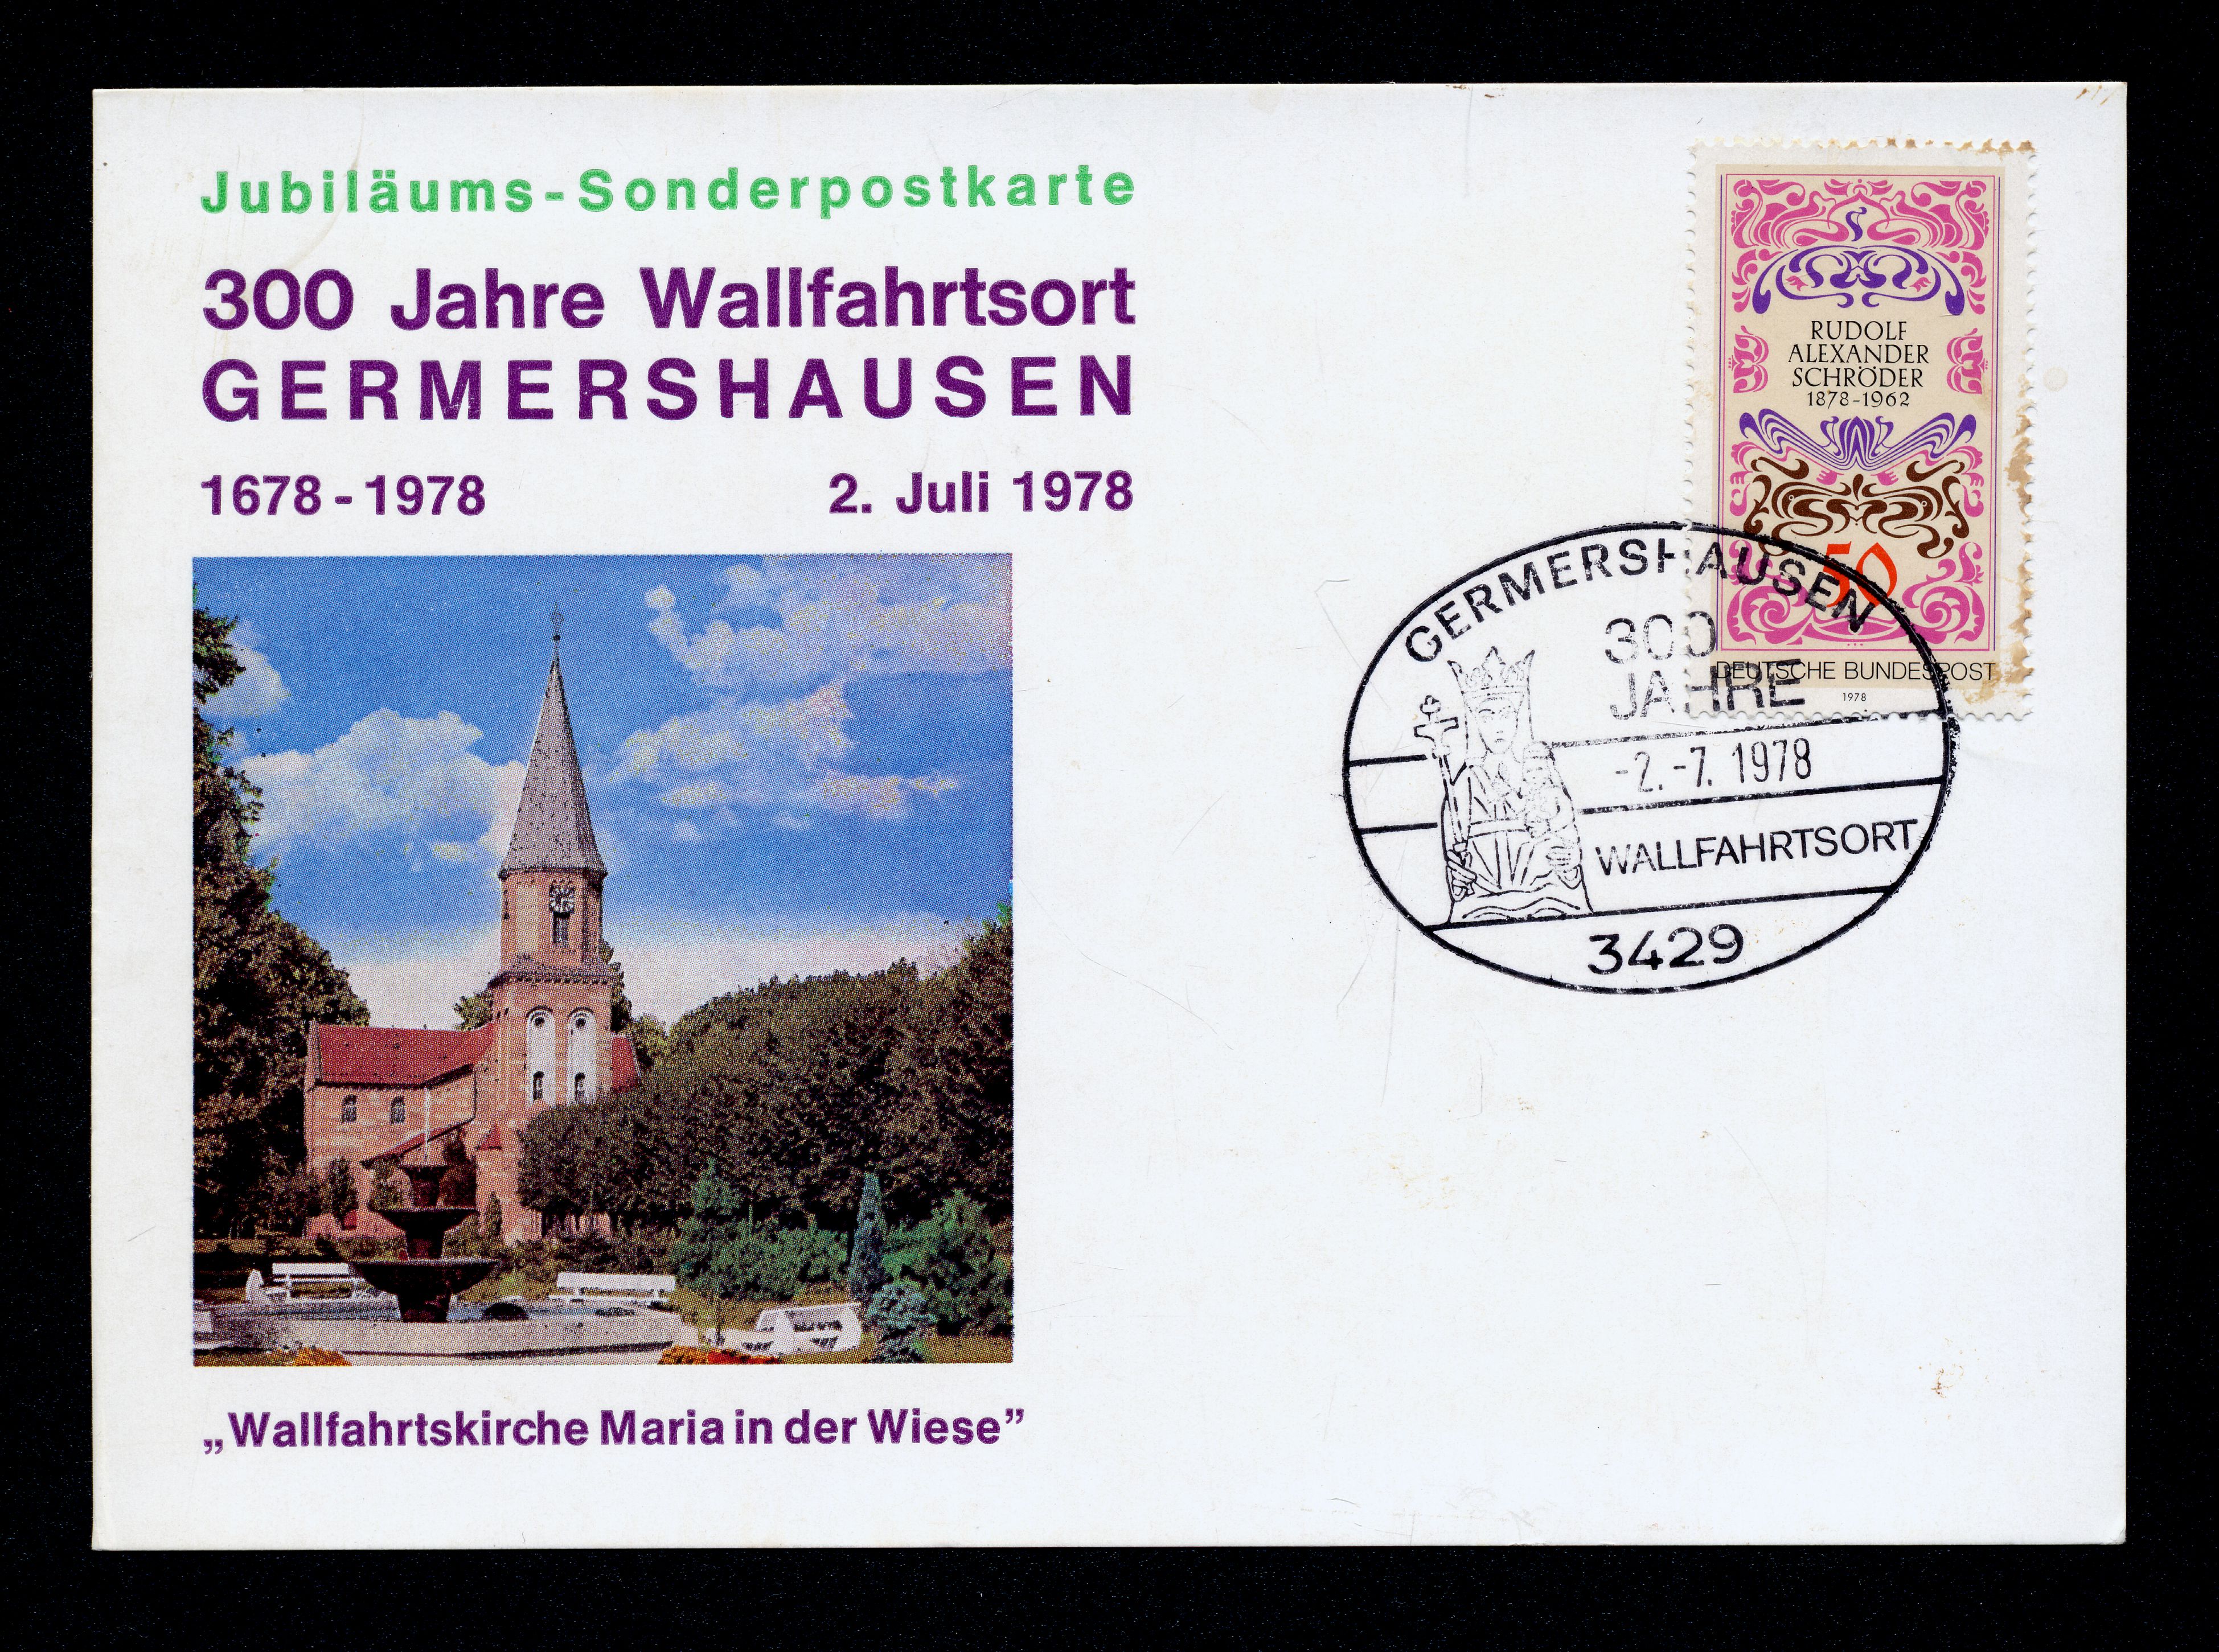 Jubiläums-Sonderpostkarte
300 Jahre Wallfahrtsort
GERMERSHAUSEN
1678-1978 2. Juli 1978
„Wallfahrtskirche Maria in der Wiese”
RUDOLF
ALEXANDER
SCHRÖDER
1878-1962
50
DEUTSCHE BUNDESPOST
1978
GERMERSHAUSEN
300
JAHRE
-2.-7. 1978
WALLFAHRTSORT
3429